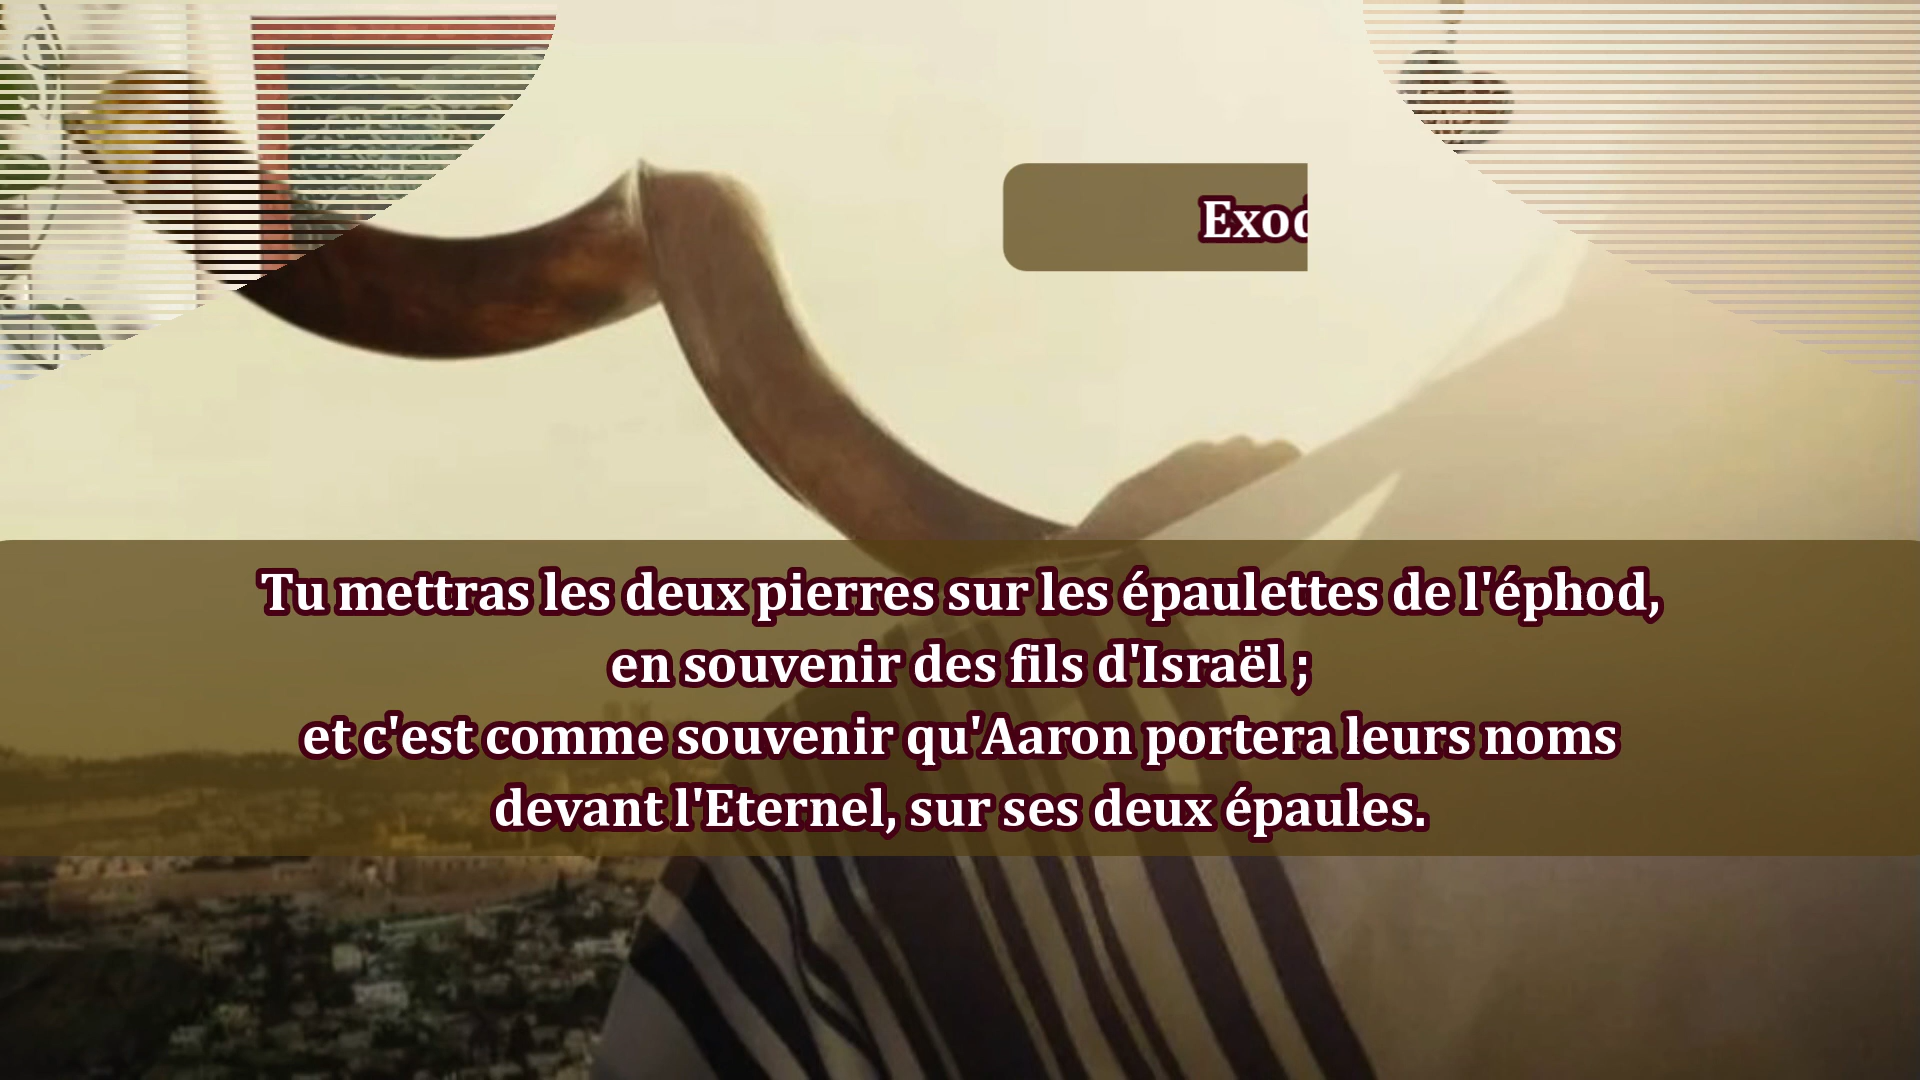 Exod
Tu mettras les deux pierres sur les épaulettes de l'éphod,
en souvenir des fils d'Israël ;
et c'est comme souvenir qu'Aaron portera leurs noms
devant l'Eternel, sur ses deux épaules.